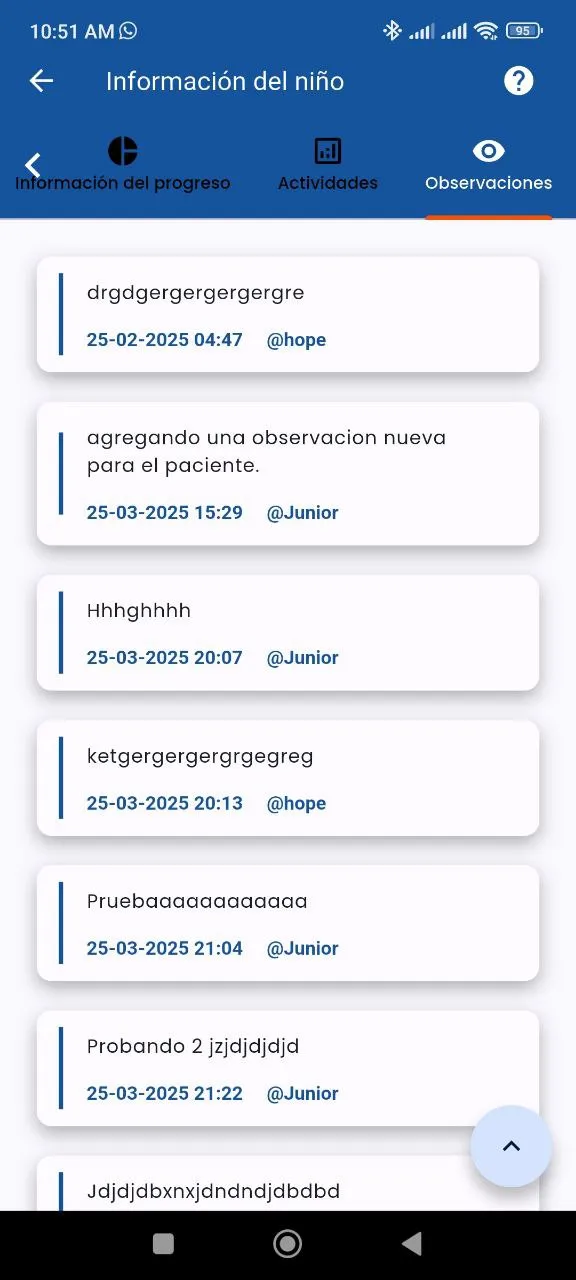 10:51 AM
95
Información del niño
Información del progreso
Actividades
Observaciones
drgdgergergergergre
25-02-2025 04:47 @hope
agregando una observacion nueva
para el paciente.
25-03-2025 15:29 @Junior
Hhhghhhh
25-03-2025 20:07 @Junior
ketgergergergrgegreg
25-03-2025 20:13 @hope
Pruebaaaaaaaaaaaa
25-03-2025 21:04 @Junior
Probando 2 jzjdjdjdjd
25-03-2025 21:22 @Junior
Jdjdjdbxnxjdndndjdbdbd